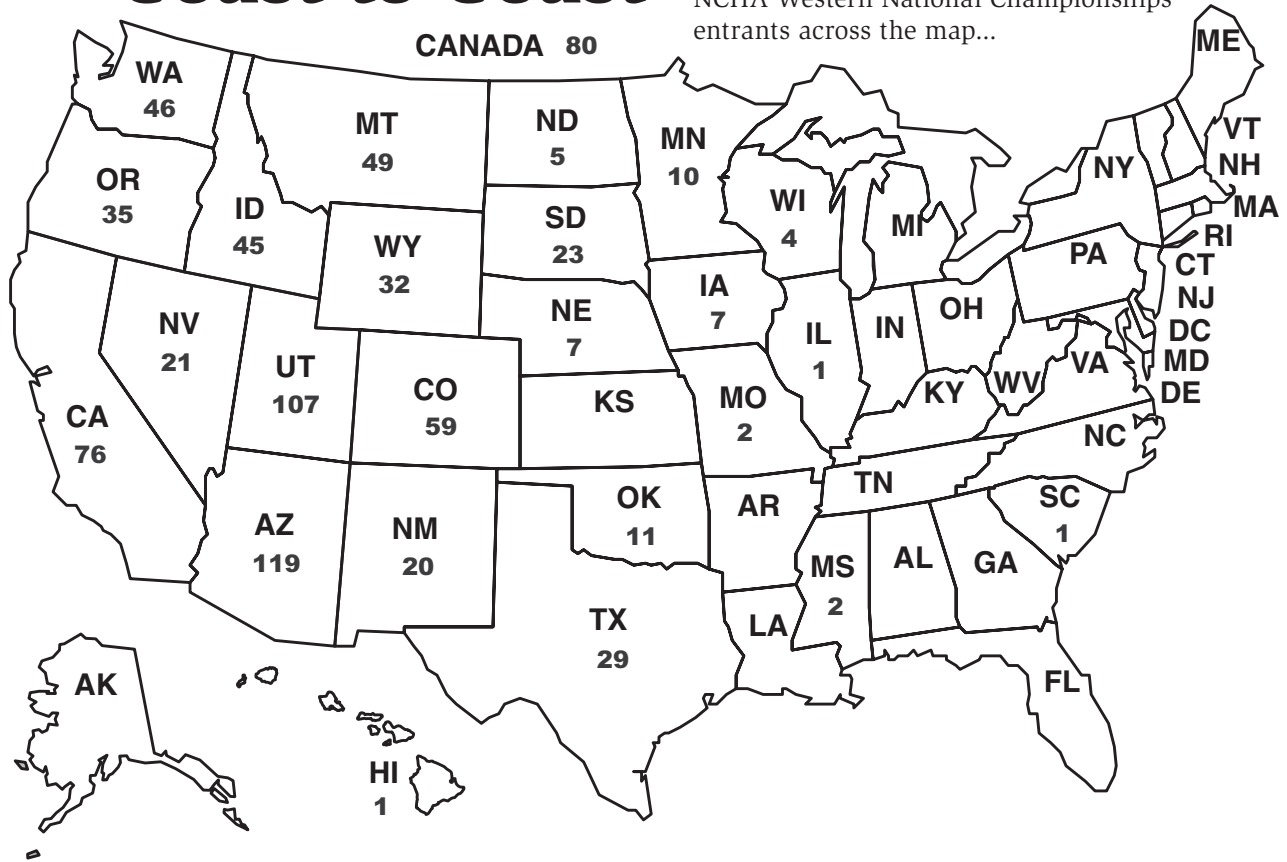 NCHA Western National Championships
entrants across the map...
CANADA 80
WA
46
OR
35
ID
45
MT
49
ND
5
MN
10
SD
23
WY
32
WI
4
MI
NY
ME
VT
NH
MA
RI
CT
NJ
DC
MD
DE
PA
NV
21
UT
107
CO
59
NE
7
IA
7
IL
1
IN
OH
KS
MO
2
KY
WV
VA
NC
CA
76
AZ
119
NM
20
OK
11
AR
TN
SC
1
TX
29
LA
MS
2
AL
GA
FL
AK
HI
1